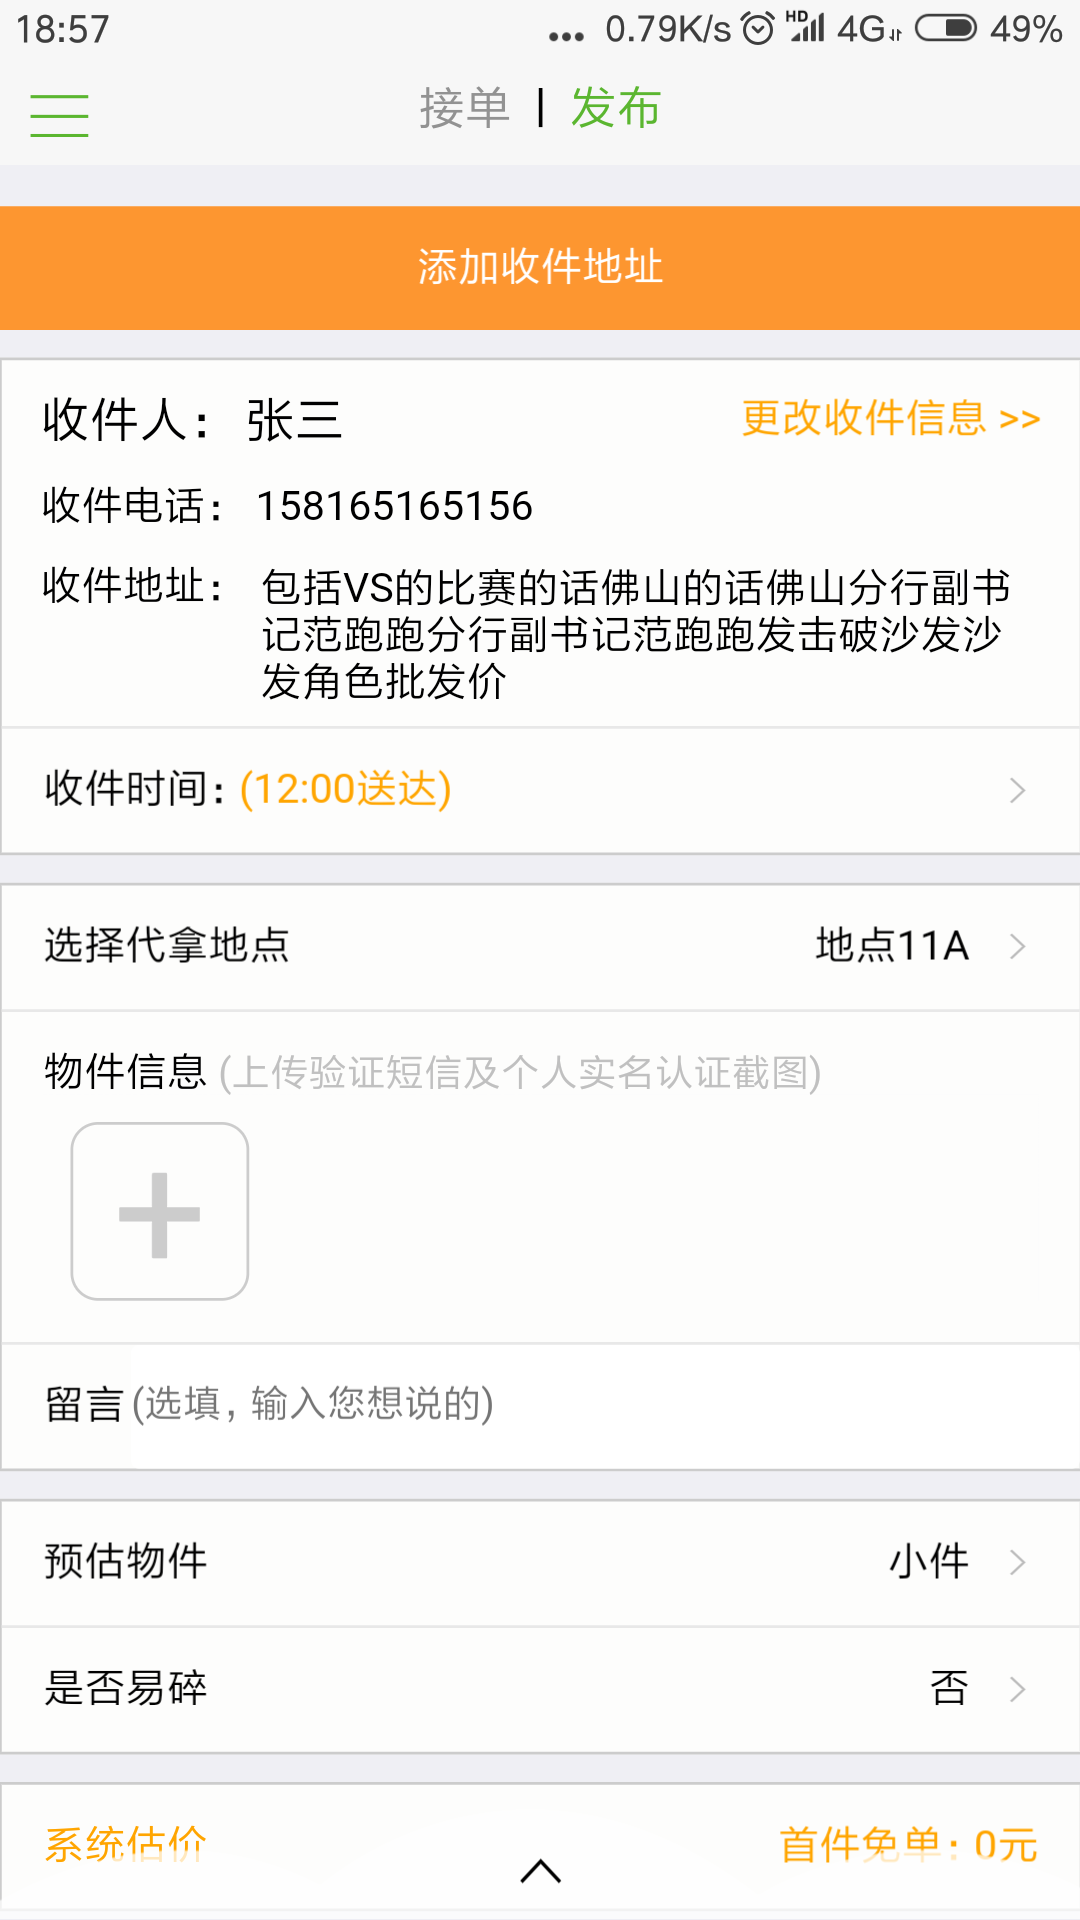 18:57 ... 0.79K/s HD 4G 49%
接单 | 发布
添加收件地址
收件人： 张三 更改收件信息 >>
收件电话： 158165165156
收件地址： 包括VS的比赛的话佛山的话佛山分行副书
记范跑跑分行副书记范跑跑发击破沙发沙
发角色批发价
收件时间：(12:00送达)
选择代拿地点 地点11A
物件信息 (上传验证短信及个人实名认证截图)
留言(选填，输入您想说的)
预估物件 小件
是否易碎 否
系统估价 首件免单：0元